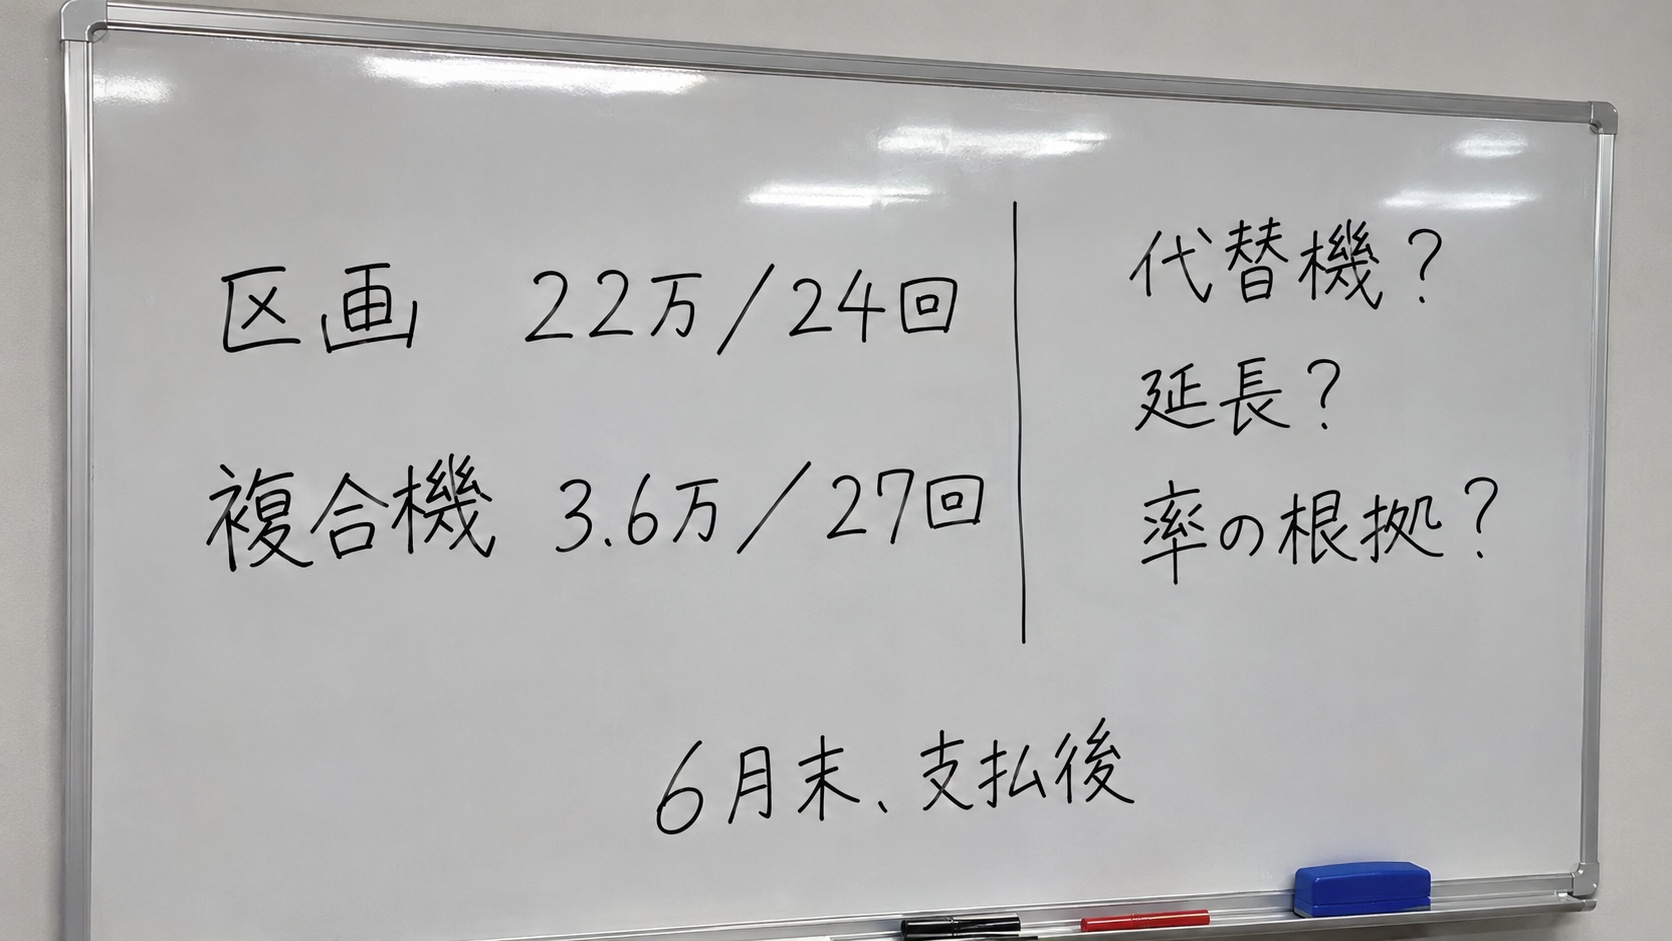 区画 22万/24回
複合機 3.6万/27回
代替機?
延長?
率の根拠?
6月末、支払後